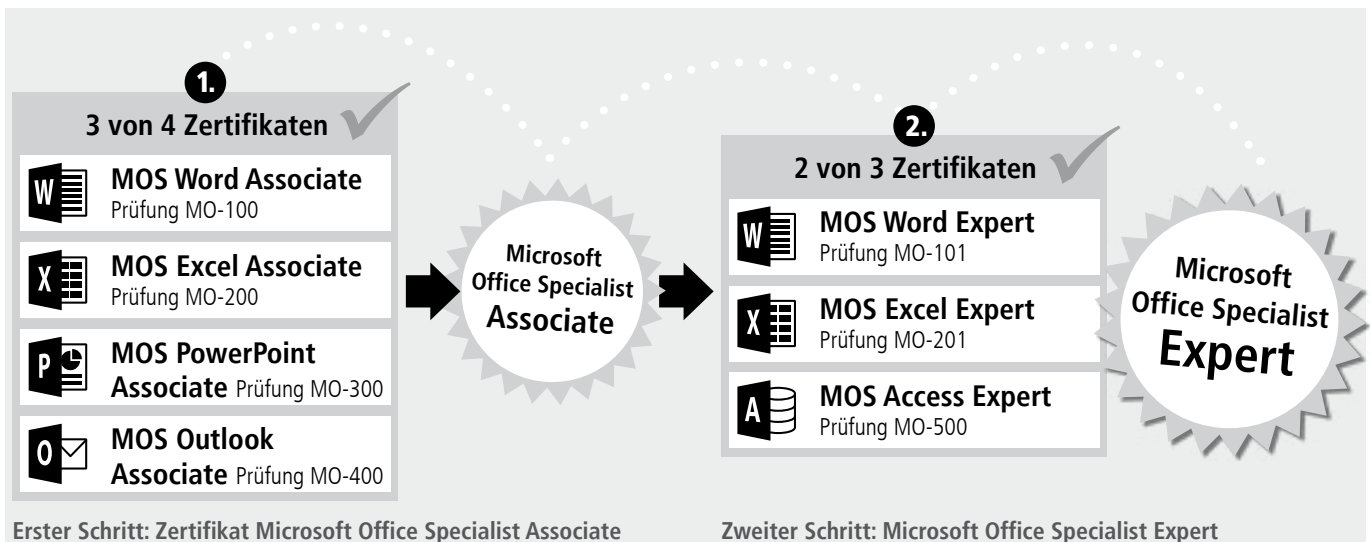 1.
3 von 4 Zertifikaten
W
MOS Word Associate
Prüfung MO-100
X
MOS Excel Associate
Prüfung MO-200
P
MOS PowerPoint
Associate Prüfung MO-300
O
MOS Outlook
Associate Prüfung MO-400
Microsoft
Office Specialist
Associate
2.
2 von 3 Zertifikaten
W
MOS Word Expert
Prüfung MO-101
X
MOS Excel Expert
Prüfung MO-201
A
MOS Access Expert
Prüfung MO-500
Microsoft
Office Specialist
Expert
Erster Schritt: Zertifikat Microsoft Office Specialist Associate
Zweiter Schritt: Microsoft Office Specialist Expert